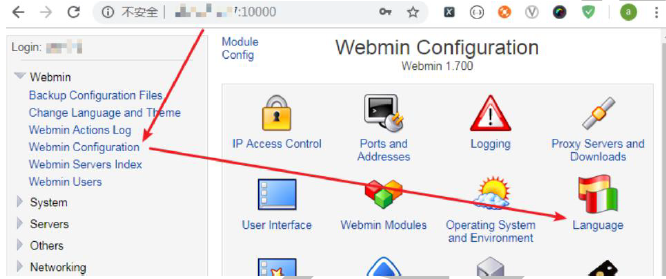 不安全
:10000
Login:
Webmin
Backup Configuration Files
Change Language and Theme
Webmin Actions Log
Webmin Configuration
Webmin Servers Index
Webmin Users
System
Servers
Others
Networking
Module
Config
Webmin Configuration
Webmin 1.700
IP Access Control
Ports and
Addresses
Logging
Proxy Servers and
Downloads
User Interface
Webmin Modules
Operating System
and Environment
Language